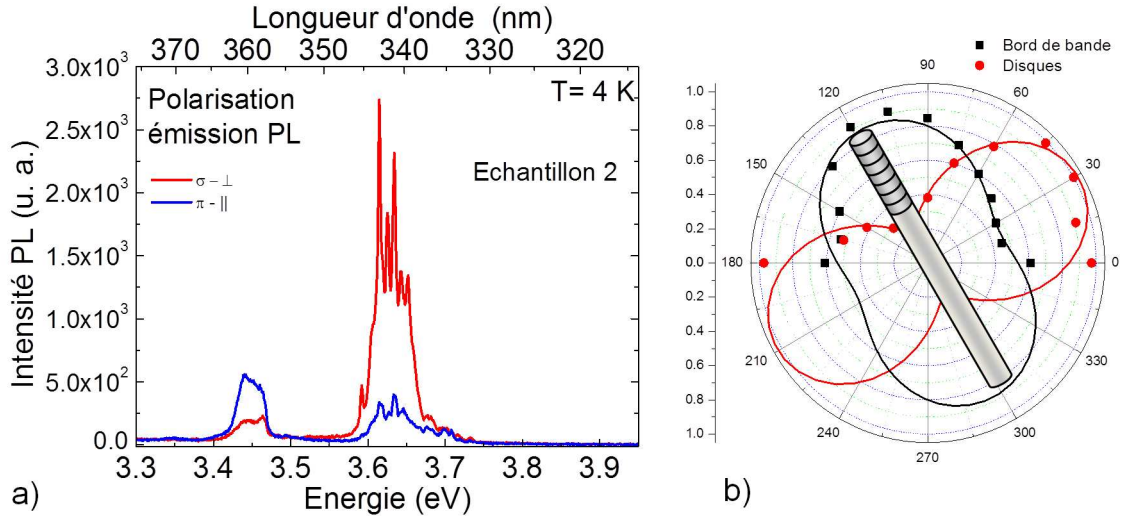 Longueur d'onde (nm)
370 360 350 340 330 320
3.0x10³
2.5x10³
2.0x10³
1.5x10³
1.0x10³
5.0x10²
0.0
Intensité PL (u. a.)
T= 4 K
Polarisation
émission PL
σ - ⊥
π - ||
Echantillon 2
3.3 3.4 3.5 3.6 3.7 3.8 3.9
Energie (eV)
a)
Bord de bande
Disques
1.0
0.8
0.6
0.4
0.2
0.0
0.2
0.4
0.6
0.8
1.0
90
120 60
150 30
180 0
210 330
240 300
270
b)